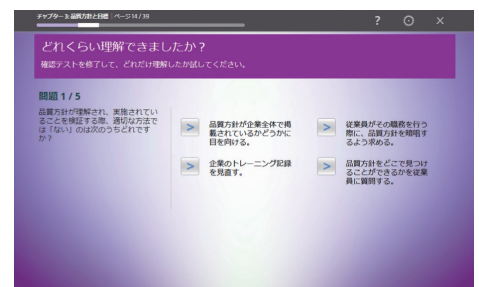 チャプター 3: 品質方針と目標 | ページ 14 / 39
?
×
どれくらい理解できましたか？
確認テストを修了して、どれだけ理解したか試してください。
問題 1 / 5
品質方針が理解され、実施されてい
ることを検証する際、適切な方法で
は「ない」のは次のうちどれです
か？
> 品質方針が企業全体で掲
載されているかどうかに
目を向ける。
> 企業のトレーニング記録
を見直す。
> 従業員がその職務を行う
際に、品質方針を暗唱す
るよう求める。
> 品質方針をどこで見つけ
ることができるかを従業
員に質問する。